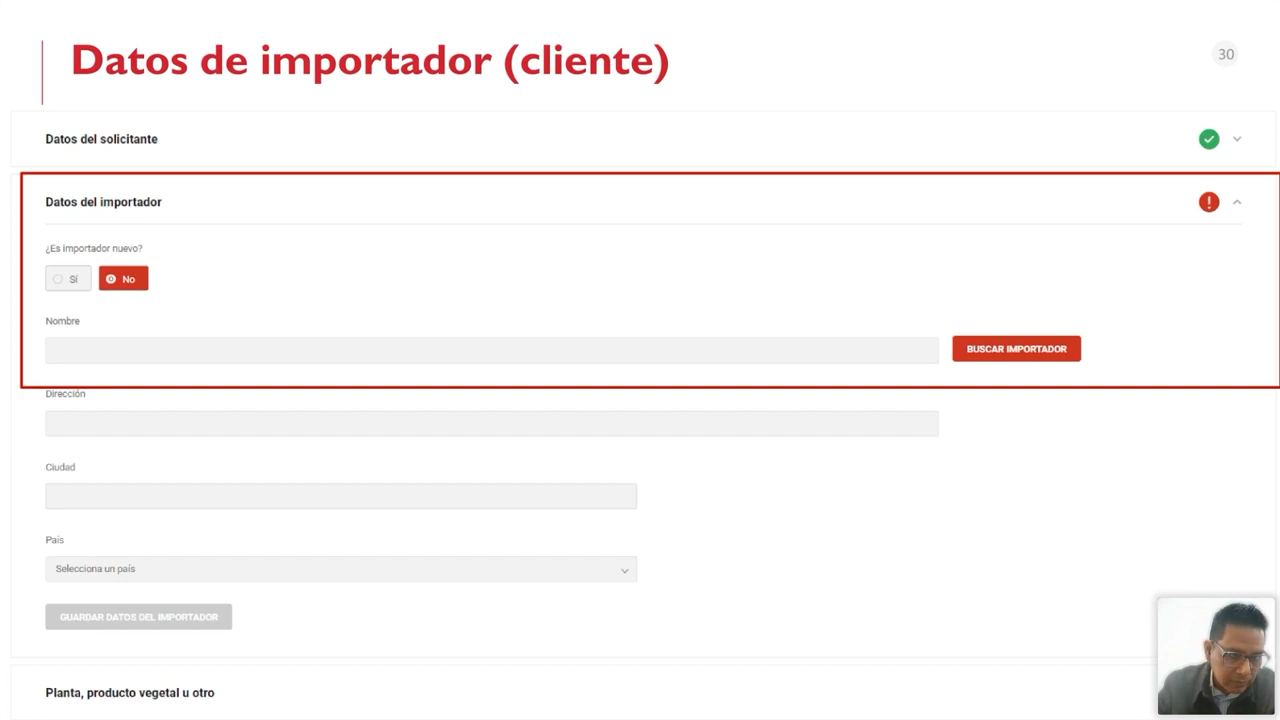 Datos de importador (cliente)
30
Datos del solicitante
Datos del importador
¿Es importador nuevo?
Sí No
Nombre
BUSCAR IMPORTADOR
Dirección
Ciudad
País
Selecciona un país
GUARDAR DATOS DEL IMPORTADOR
Planta, producto vegetal u otro